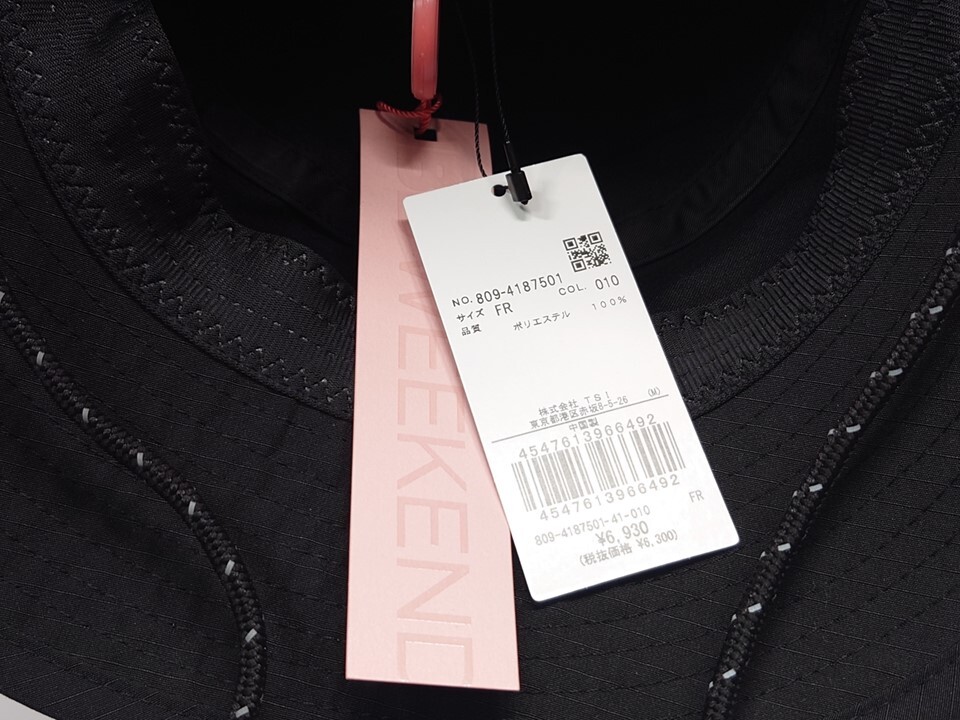 WEEKEND
NO. 809-4187501 COL. 010
サイズ FR
品質 ポリエステル 100%
株式会社 TSI (M)
東京都港区赤坂8-5-26
中国製
4547613966492
4547613966492
FR
809-4187501-41-010
¥6,930
(税抜価格 ¥6,300)